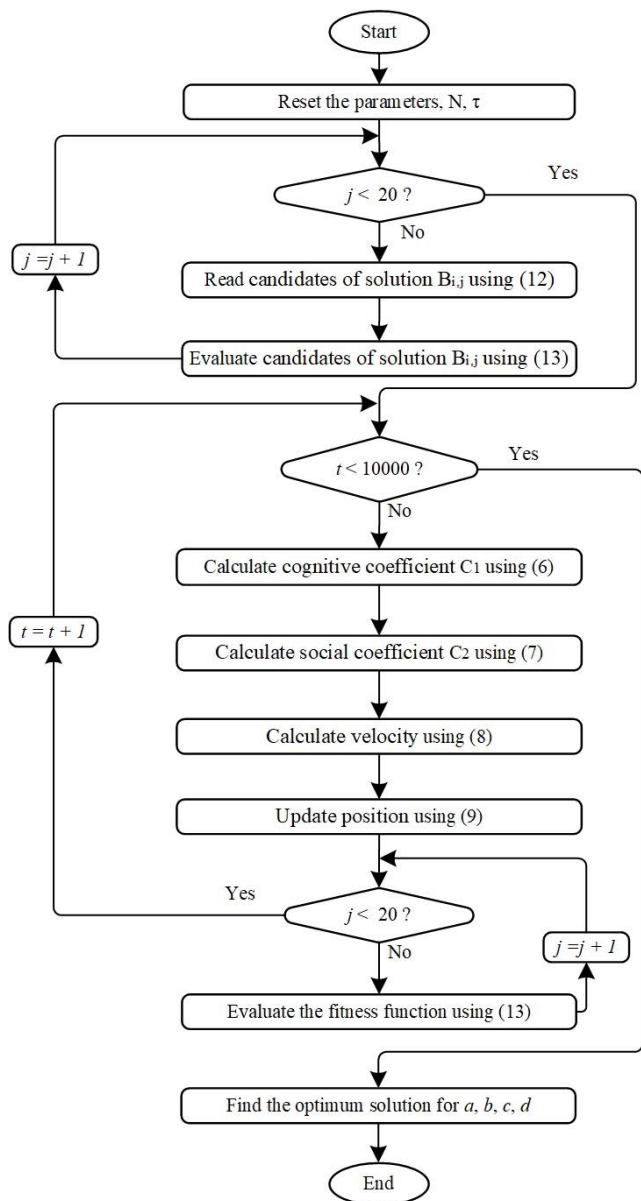 Start
Reset the parameters, N, τ
j < 20 ?
Yes
No
j =j + 1
Read candidates of solution Bi,j using (12)
Evaluate candidates of solution Bi,j using (13)
t < 10000 ?
Yes
No
Calculate cognitive coefficient C1 using (6)
t = t + 1
Calculate social coefficient C2 using (7)
Calculate velocity using (8)
Update position using (9)
Yes
j < 20 ?
No
j =j + 1
Evaluate the fitness function using (13)
Find the optimum solution for a, b, c, d
End